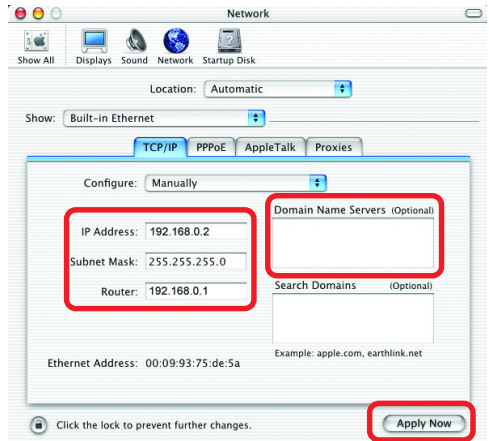 Network
Show All Displays Sound Network Startup Disk
Location: Automatic
Show: Built-in Ethernet
TCP/IP PPPoE AppleTalk Proxies
Configure: Manually
Domain Name Servers (Optional)
IP Address: 192.168.0.2
Subnet Mask: 255.255.255.0
Router: 192.168.0.1
Search Domains (Optional)
Example: apple.com, earthlink.net
Ethernet Address: 00:09:93:75:de:5a
Click the lock to prevent further changes.
Apply Now